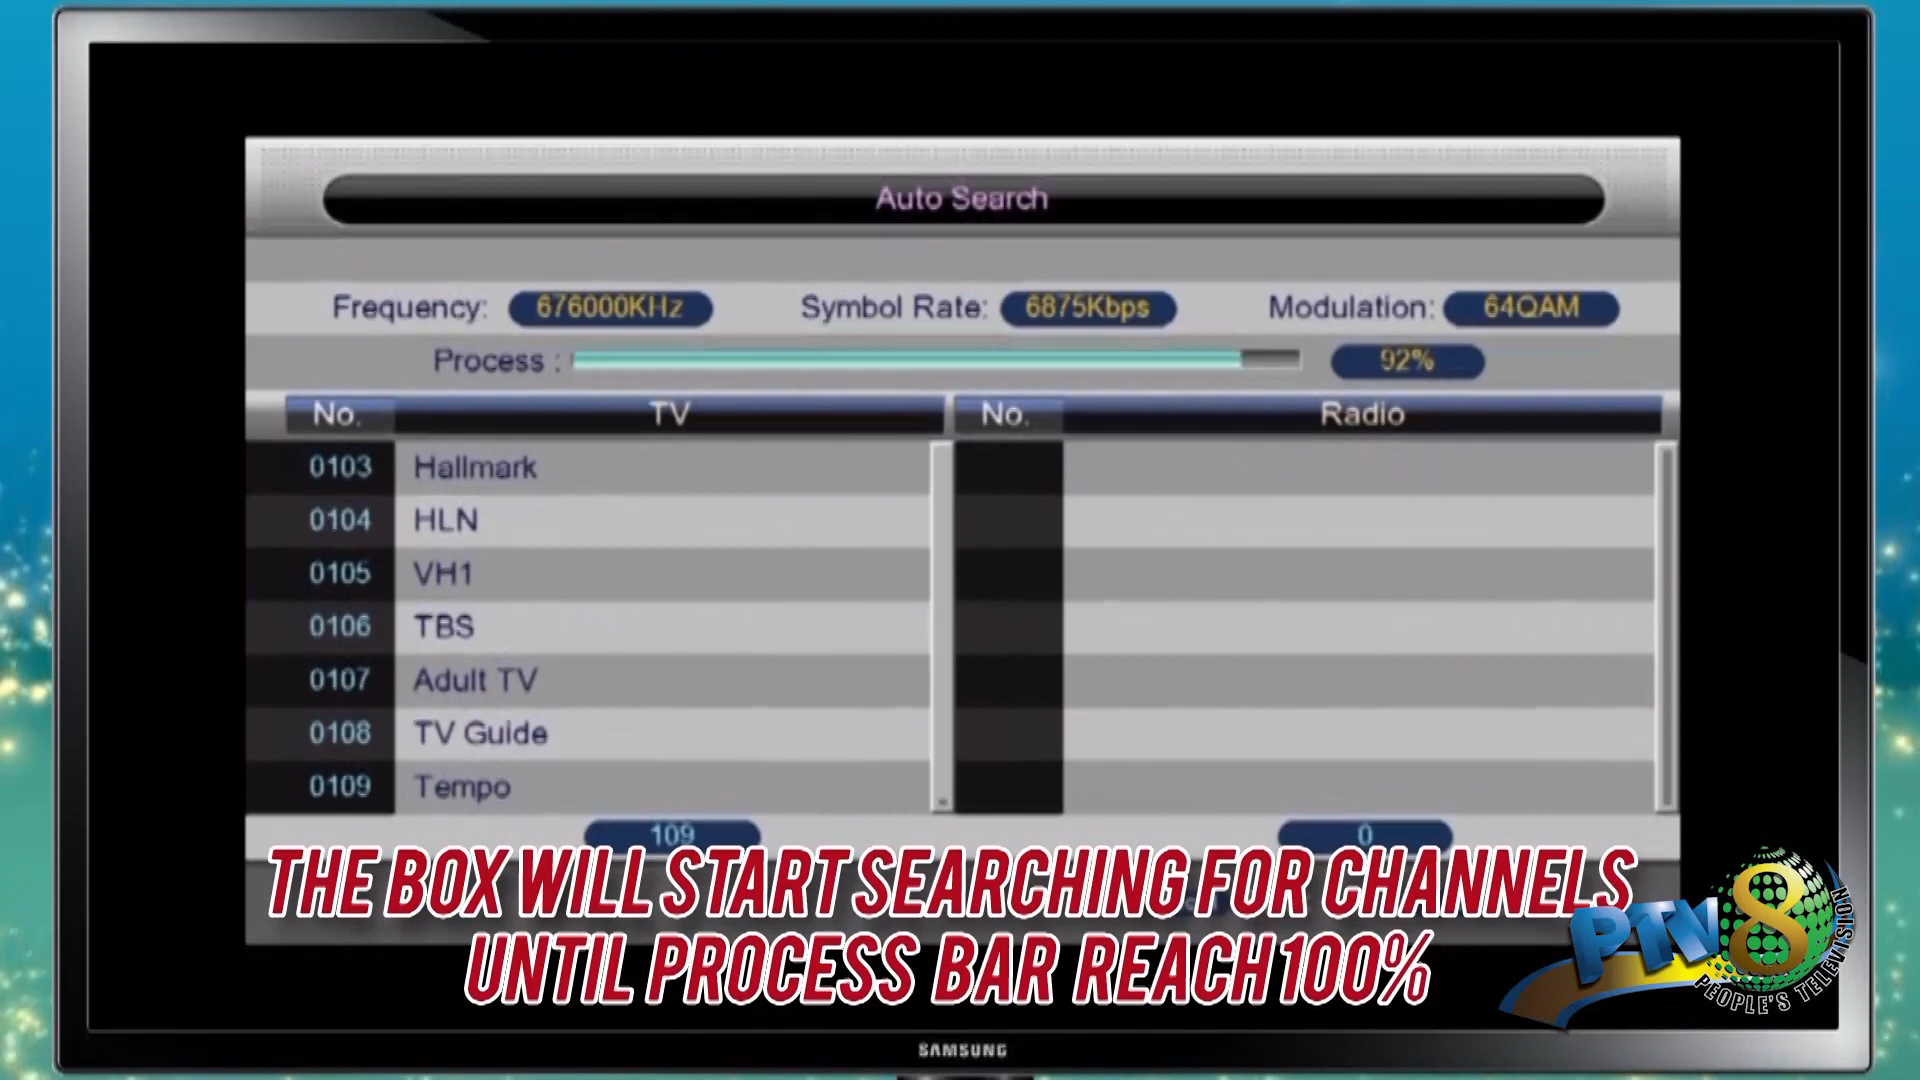 Auto Search
Frequency: 676000KHz Symbol Rate: 6875Kbps Modulation: 64QAM
Process : 92%
No. TV No. Radio
0103 Hallmark
0104 HLN
0105 VH1
0106 TBS
0107 Adult TV
0108 TV Guide
0109 Tempo
109 0
THE BOX WILL START SEARCHING FOR CHANNELS
UNTIL PROCESS BAR REACH 100%
PTV8
PEOPLE'S TELEVISION
SAMSUNG